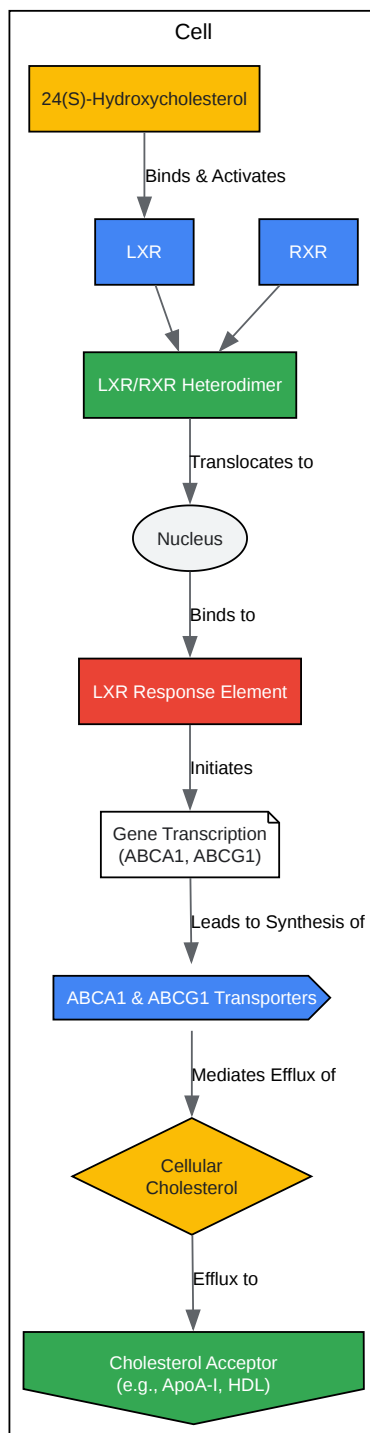 Cell
24(S)-Hydroxycholesterol
Binds & Activates
LXR
RXR
LXR/RXR Heterodimer
Translocates to
Nucleus
Binds to
LXR Response Element
Initiates
Gene Transcription
(ABCA1, ABCG1)
Leads to Synthesis of
ABCA1 & ABCG1 Transporters
Mediates Efflux of
Cellular
Cholesterol
Efflux to
Cholesterol Acceptor
(e.g., ApoA-I, HDL)